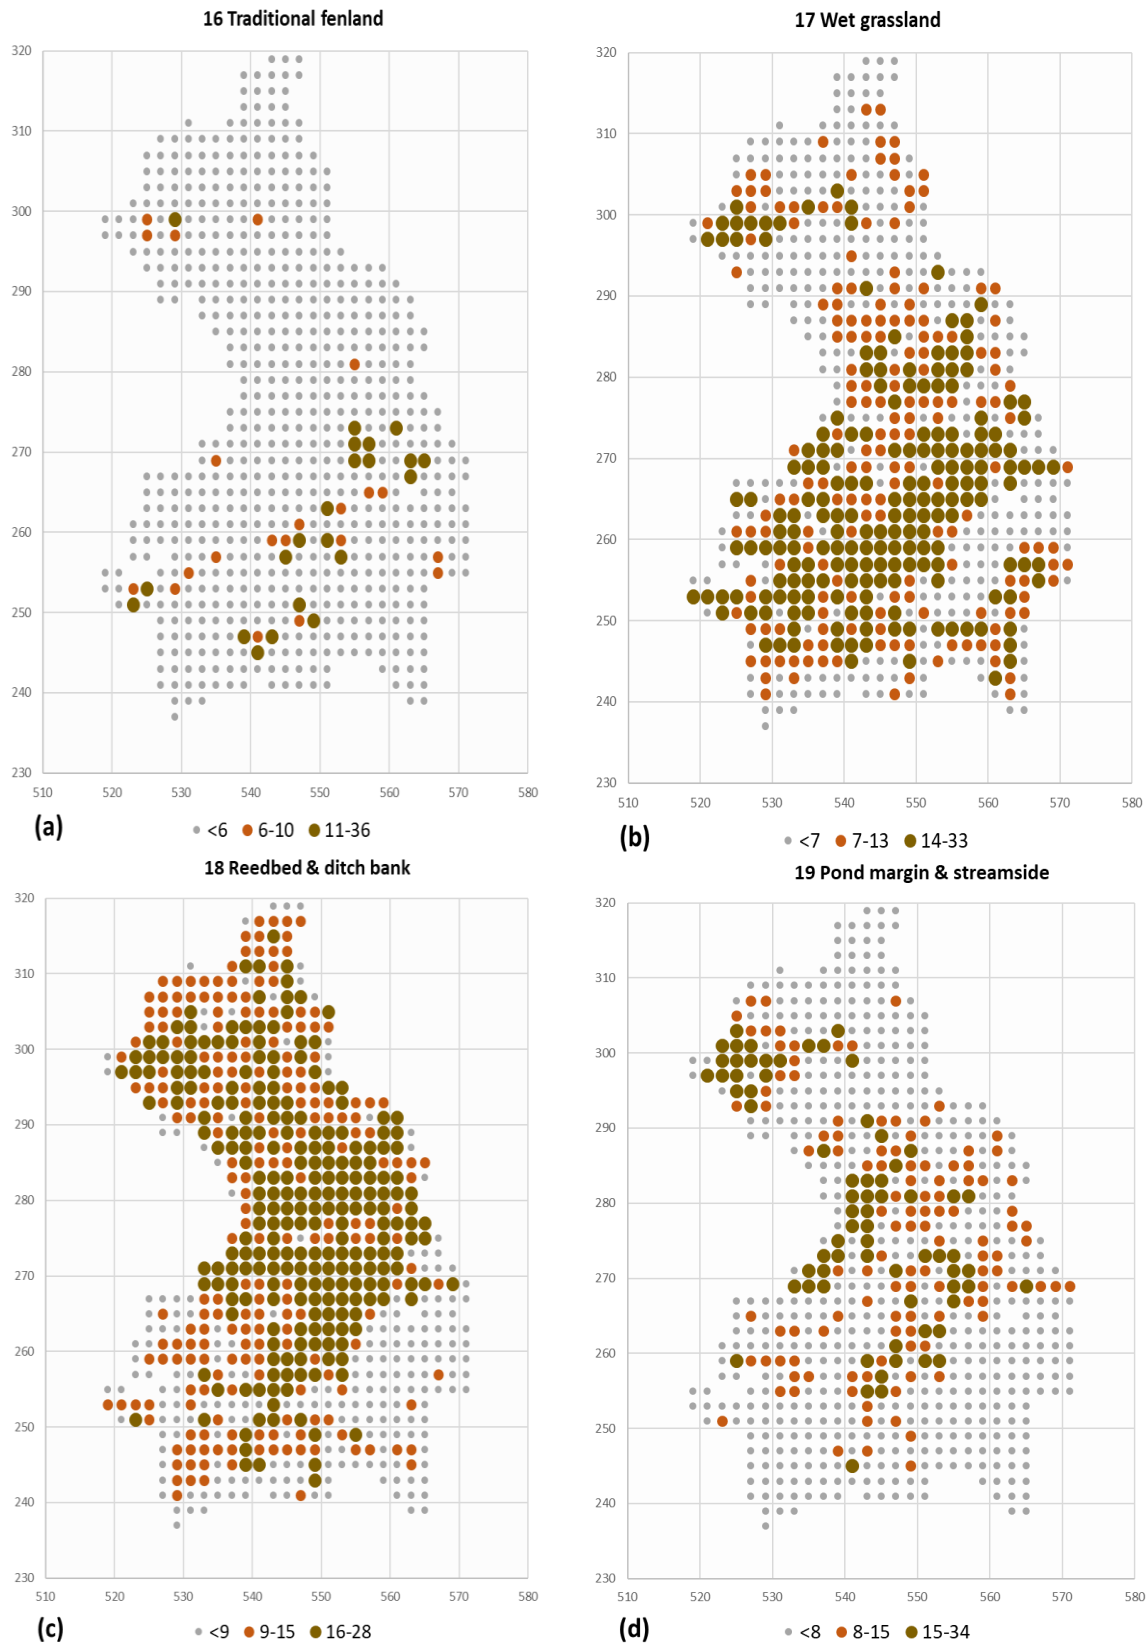 16 Traditional fenland
320
310
300
290
280
270
260
250
240
230
510 520 530 540 550 560 570 580
(a)
<6 6-10 11-36
17 Wet grassland
320
310
300
290
280
270
260
250
240
230
510 520 530 540 550 560 570 580
(b)
<7 7-13 14-33
18 Reedbed & ditch bank
320
310
300
290
280
270
260
250
240
230
510 520 530 540 550 560 570 580
(c)
<9 9-15 16-28
19 Pond margin & streamside
320
310
300
290
280
270
260
250
240
230
510 520 530 540 550 560 570 580
(d)
<8 8-15 15-34